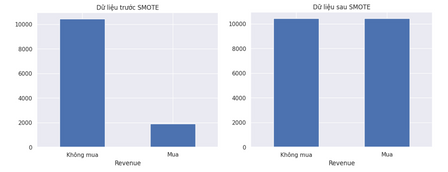 Dữ liệu trước SMOTE
10000
8000
6000
4000
2000
0
Không mua
Mua
Revenue
Dữ liệu sau SMOTE
10000
8000
6000
4000
2000
0
Không mua
Mua
Revenue